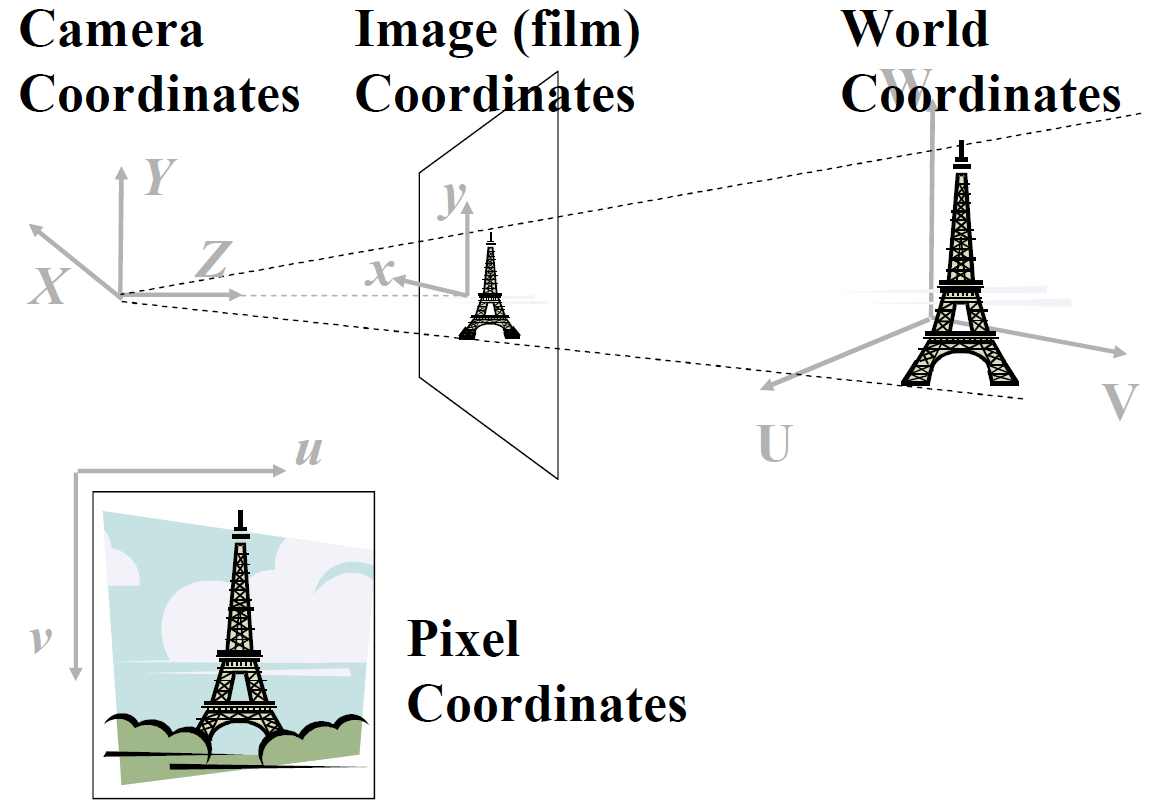 Camera
Coordinates
Image (film)
Coordinates
World
Coordinates
W
Y
X
Z
y
x
U
V
u
v
Pixel
Coordinates